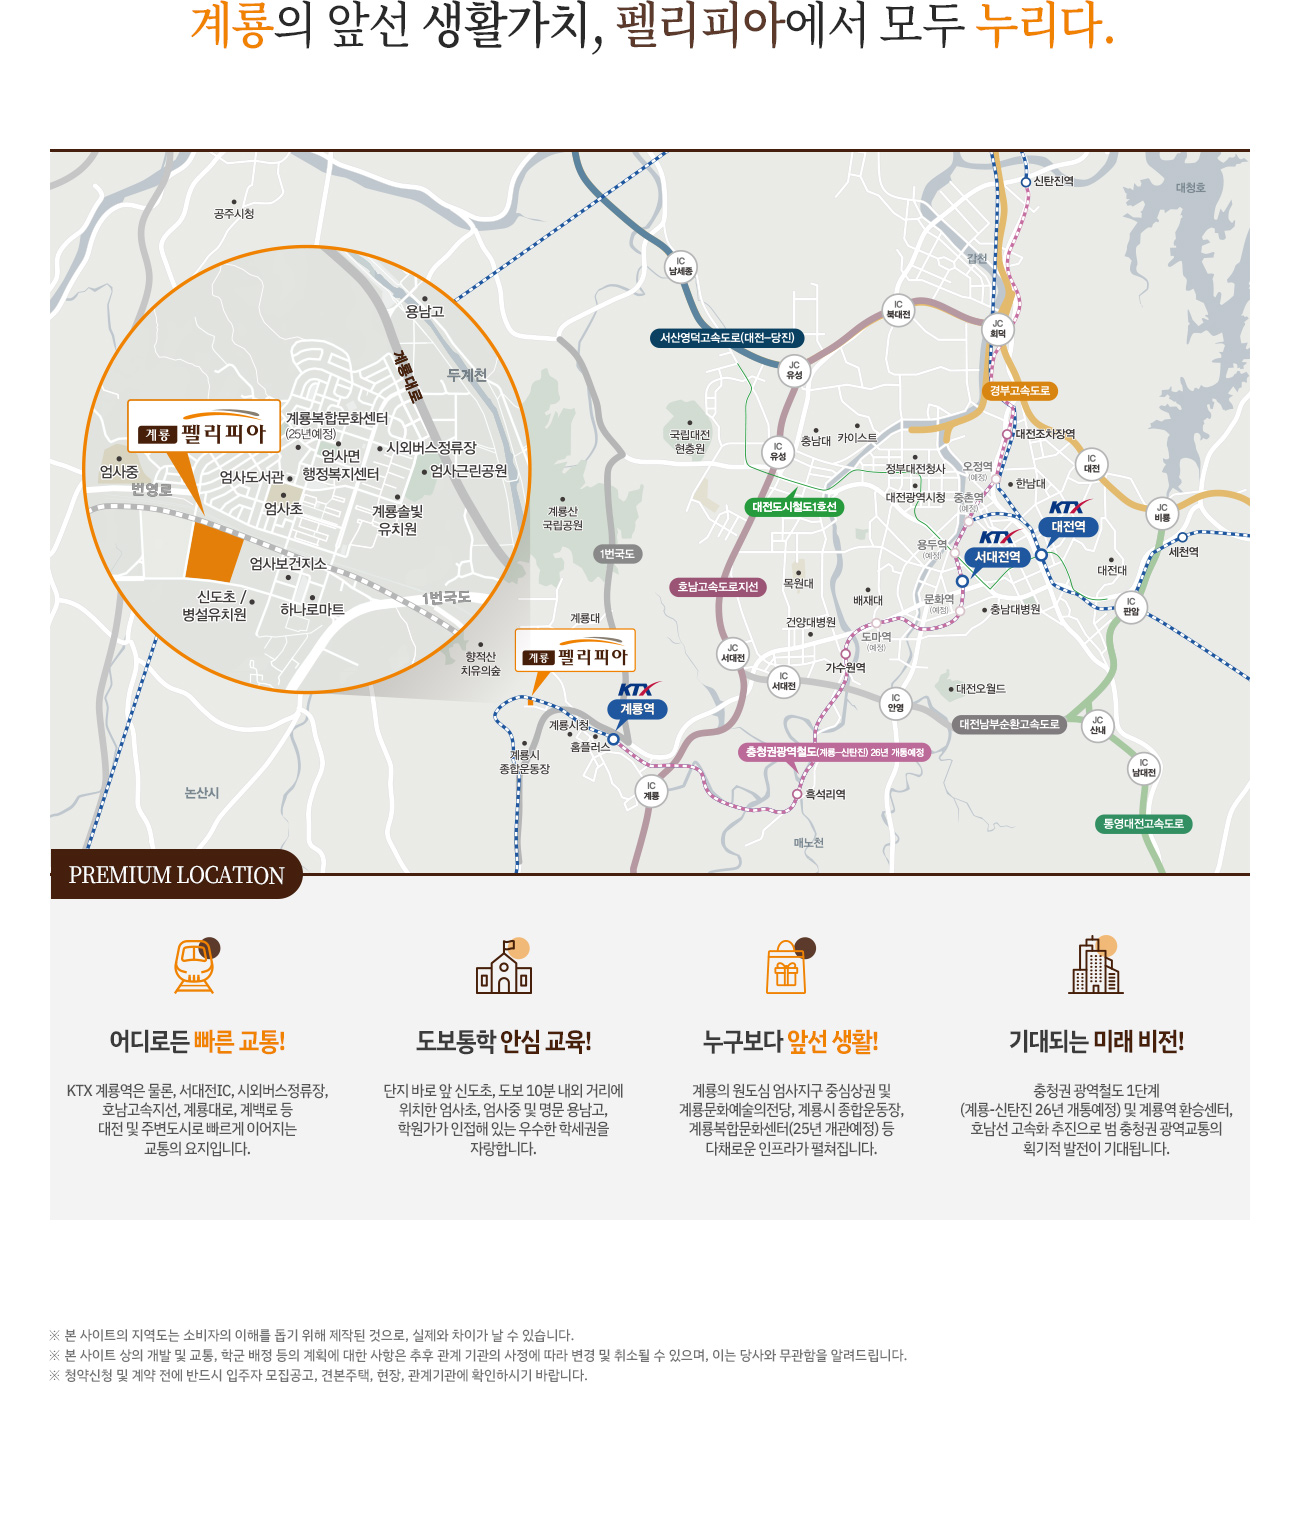 계룡의 앞선 생활가치, 펠리피아에서 모두 누리다.
신탄진역
대청호
공주시청
갑천
IC
남세종
IC
북대전
JC
회덕
용남고
서산영덕고속도로(대전–당진)
계룡대로
두계천
JC
유성
경부고속도로
계룡 펠리피아
계룡복합문화센터
(25년예정)
시외버스정류장
엄사면
행정복지센터
엄사중
번영로
엄사도서관
엄사근린공원
엄사초
계룡솔빛
유치원
국립대전
현충원
충남대
카이스트
대전조차장역
IC
유성
정부대전청사
오정역
(예정)
IC
대전
한남대
대전광역시청
중촌역
(예정)
KTX
대전역
JC
비룡
대전도시철도1호선
계룡산
국립공원
KTX
서대전역
세천역
1번국도
용두역
(예정)
엄사보건지소
대전대
신도초 /
병설유치원
하나로마트
1번국도
호남고속도로지선
목원대
배재대
문화역
(예정)
충남대병원
IC
판암
계룡대
건양대병원
도마역
(예정)
계룡 펠리피아
향적산
치유의숲
JC
서대전
가수원역
IC
서대전
KTX
계룡역
대전오월드
IC
안영
계룡시청
홈플러스
대전남부순환고속도로
JC
산내
계룡시
종합운동장
충청권광역철도(계룡–신탄진) 26년 개통예정
IC
남대전
논산시
IC
계룡
흑석리역
통영대전고속도로
매노천
PREMIUM LOCATION
어디로든 빠른 교통!
KTX 계룡역은 물론, 서대전IC, 시외버스정류장,
호남고속지선, 계룡대로, 계백로 등
대전 및 주변도시로 빠르게 이어지는
교통의 요지입니다.
도보통학 안심 교육!
단지 바로 앞 신도초, 도보 10분 내외 거리에
위치한 엄사초, 엄사중 및 명문 용남고,
학원가가 인접해 있는 우수한 학세권을
자랑합니다.
누구보다 앞선 생활!
계룡의 원도심 엄사지구 중심상권 및
계룡문화예술의전당, 계룡시 종합운동장,
계룡복합문화센터(25년 개관예정) 등
다채로운 인프라가 펼쳐집니다.
기대되는 미래 비전!
충청권 광역철도 1단계
(계룡-신탄진 26년 개통예정) 및 계룡역 환승센터,
호남선 고속화 추진으로 범 충청권 광역교통의
획기적 발전이 기대됩니다.
※ 본 사이트의 지역도는 소비자의 이해를 돕기 위해 제작된 것으로, 실제와 차이가 날 수 있습니다.
※ 본 사이트 상의 개발 및 교통, 학군 배정 등의 계획에 대한 사항은 추후 관계 기관의 사정에 따라 변경 및 취소될 수 있으며, 이는 당사와 무관함을 알려드립니다.
※ 청약신청 및 계약 전에 반드시 입주자 모집공고, 견본주택, 현장, 관계기관에 확인하시기 바랍니다.